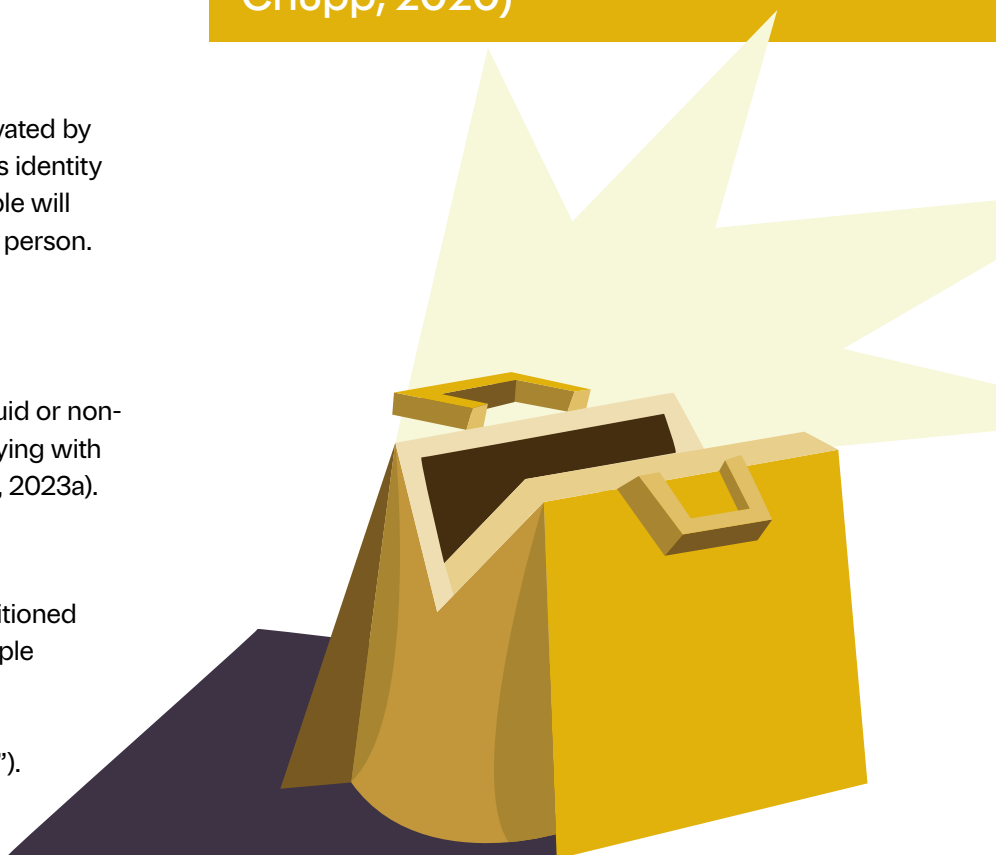 Chupp, 2020)
vated by
s identity
ple will
person.
uid or non-
ying with
, 2023a).
itioned
ple
”).